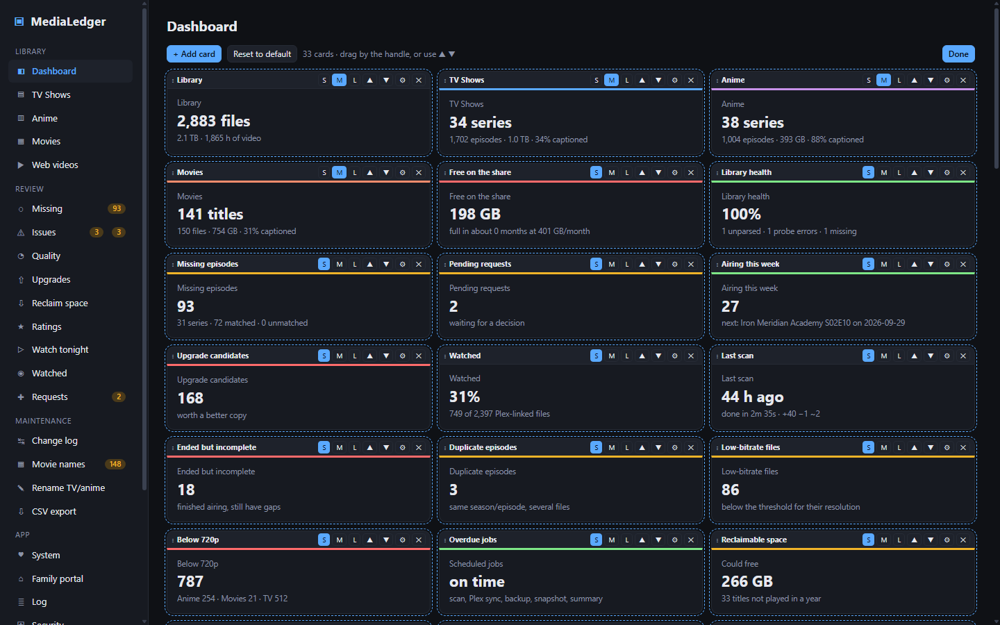 MediaLedger
LIBRARY
Dashboard
TV Shows
Anime
Movies
Web videos
REVIEW
Missing 93
Issues 3 3
Quality
Upgrades
Reclaim space
Ratings
Watch tonight
Watched
Requests 2
MAINTENANCE
Change log
Movie names 148
Rename TV/anime
CSV export
APP
System
Family portal
Log
Security
Dashboard
+ Add card
Reset to default
33 cards · drag by the handle, or use ▲ ▼
Done
Library S M L ▲ ▼ ⚙ ✕
Library
2,883 files
2.1 TB · 1,865 h of video
TV Shows S M L ▲ ▼ ⚙ ✕
TV Shows
34 series
1,702 episodes · 1.0 TB · 34% captioned
Anime S M L ▲ ▼ ⚙ ✕
Anime
38 series
1,004 episodes · 393 GB · 88% captioned
Movies S M L ▲ ▼ ⚙ ✕
Movies
141 titles
150 files · 754 GB · 31% captioned
Free on the share S M L ▲ ▼ ⚙ ✕
Free on the share
198 GB
full in about 0 months at 401 GB/month
Library health S M L ▲ ▼ ⚙ ✕
Library health
100%
1 unparsed · 1 probe errors · 1 missing
Missing episodes S M L ▲ ▼ ⚙ ✕
Missing episodes
93
31 series · 72 matched · 0 unmatched
Pending requests S M L ▲ ▼ ⚙ ✕
Pending requests
2
waiting for a decision
Airing this week S M L ▲ ▼ ⚙ ✕
Airing this week
27
next: Iron Meridian Academy S02E10 on 2026-09-29
Upgrade candidates S M L ▲ ▼ ⚙ ✕
Upgrade candidates
168
worth a better copy
Watched S M L ▲ ▼ ⚙ ✕
Watched
31%
749 of 2,397 Plex-linked files
Last scan S M L ▲ ▼ ⚙ ✕
Last scan
44 h ago
done in 2m 35s · +40 −1 ~2
Ended but incomplete S M L ▲ ▼ ⚙ ✕
Ended but incomplete
18
finished airing, still have gaps
Duplicate episodes S M L ▲ ▼ ⚙ ✕
Duplicate episodes
3
same season/episode, several files
Low-bitrate files S M L ▲ ▼ ⚙ ✕
Low-bitrate files
86
below the threshold for their resolution
Below 720p S M L ▲ ▼ ⚙ ✕
Below 720p
787
Anime 254 · Movies 21 · TV 512
Overdue jobs S M L ▲ ▼ ⚙ ✕
Scheduled jobs
on time
scan, Plex sync, backup, snapshot, summary
Reclaimable space S M L ▲ ▼ ⚙ ✕
Could free
266 GB
33 titles not played in a year